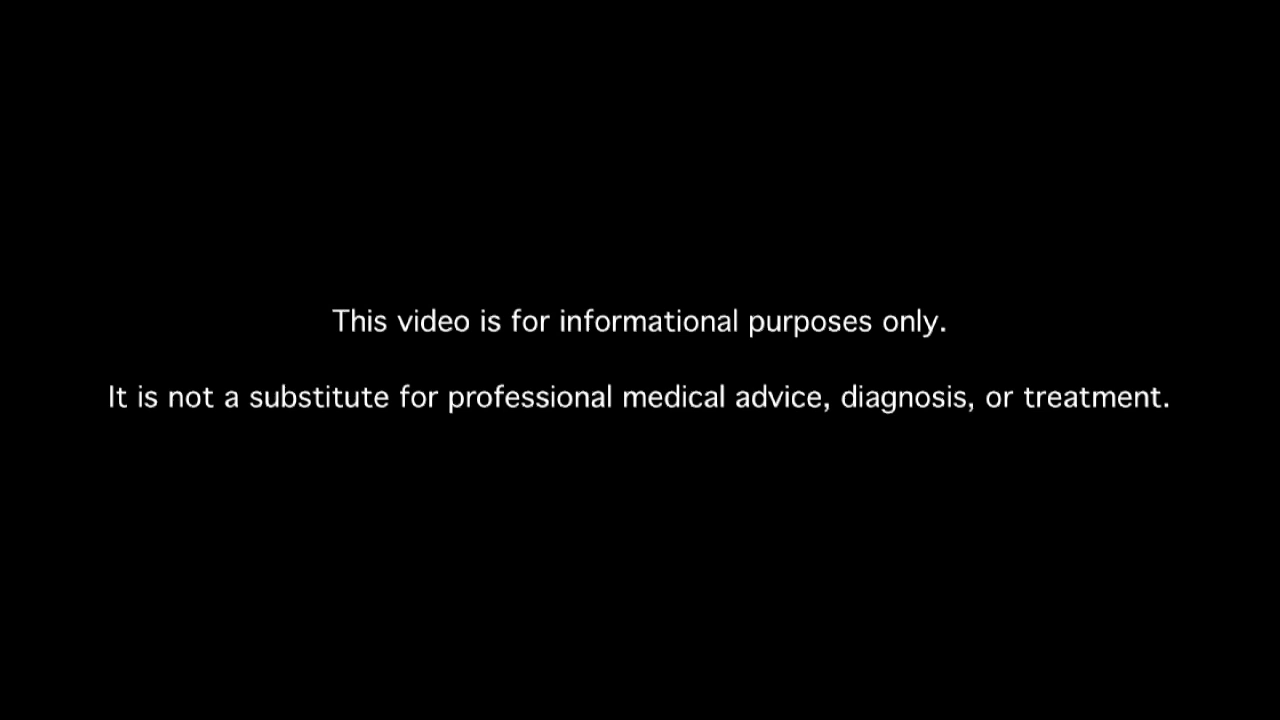 This video is for informational purposes only.
It is not a substitute for professional medical advice, diagnosis, or treatment.